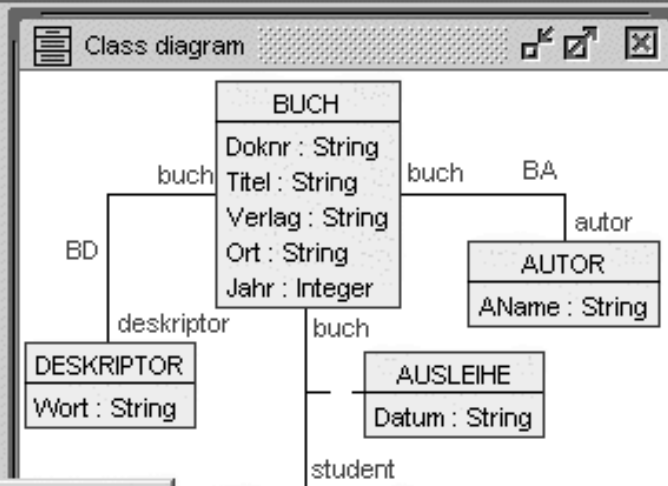 Class diagram
BUCH
Doknr : String
Titel : String
Verlag : String
Ort : String
Jahr : Integer
buch
BD
deskriptor
DESKRIPTOR
Wort : String
buch
BA
autor
AUTOR
AName : String
buch
AUSLEIHE
Datum : String
student